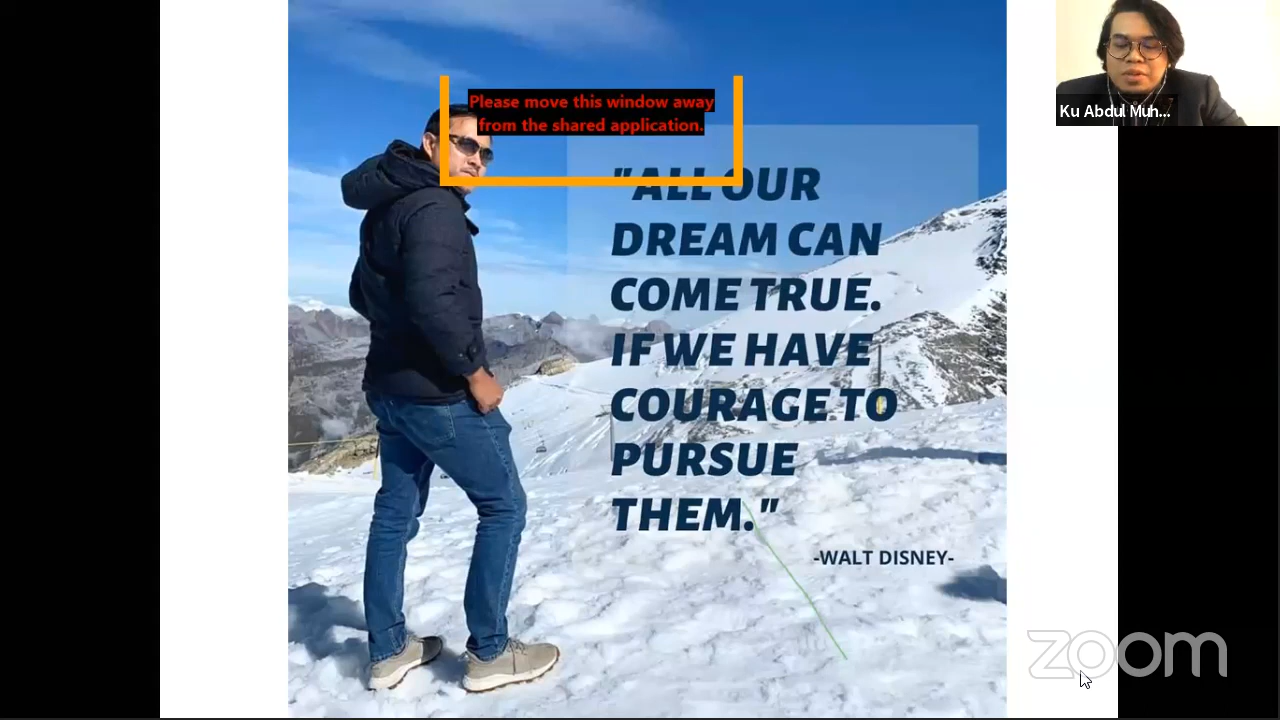 Please move this window away
from the shared application.
Ku Abdul Muh...
"ALL OUR
DREAM CAN
COME TRUE.
IF WE HAVE
COURAGE TO
PURSUE
THEM."
-WALT DISNEY-
zoom